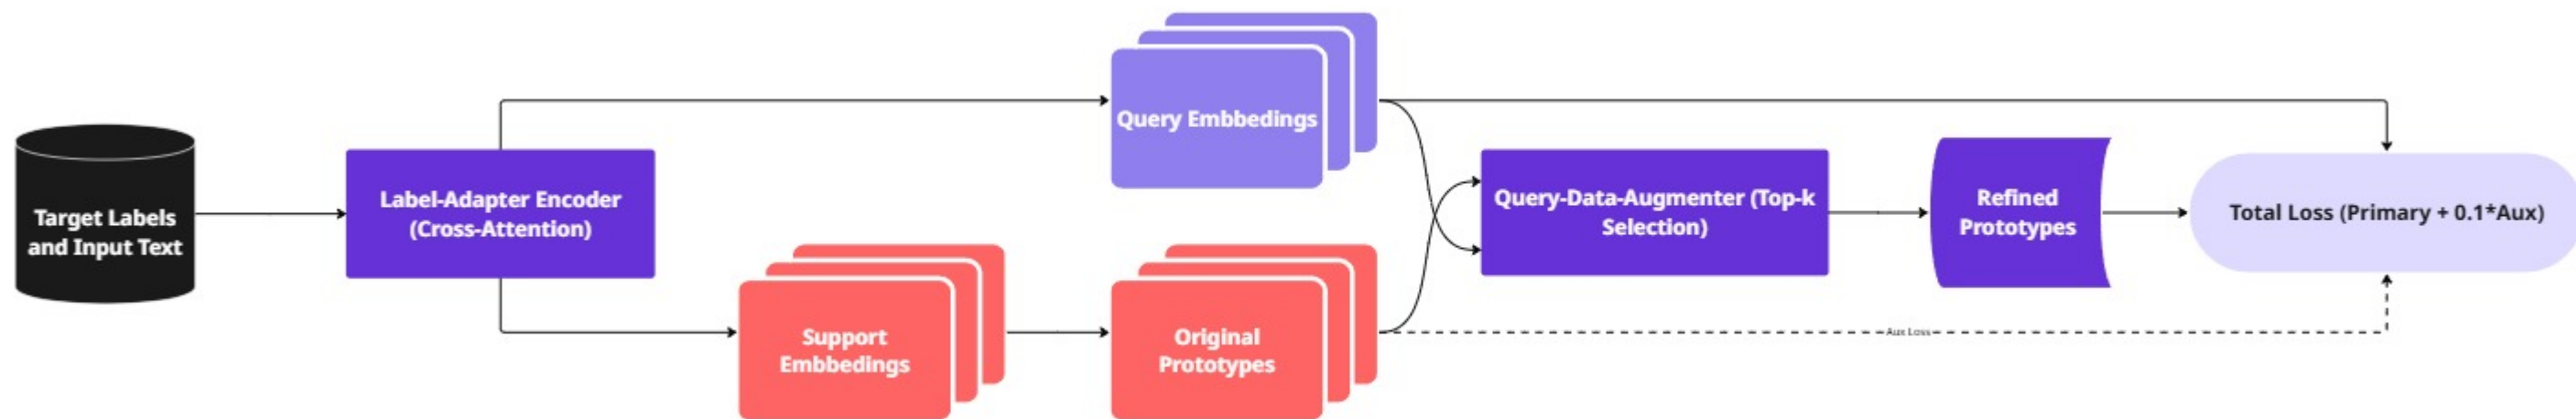 Target Labels
and Input Text
Label-Adapter Encoder
(Cross-Attention)
Query Embbedings
Support
Embbedings
Original
Prototypes
Query-Data-Augmenter (Top-k
Selection)
Refined
Prototypes
Aux Loss
Total Loss (Primary + 0.1*Aux)